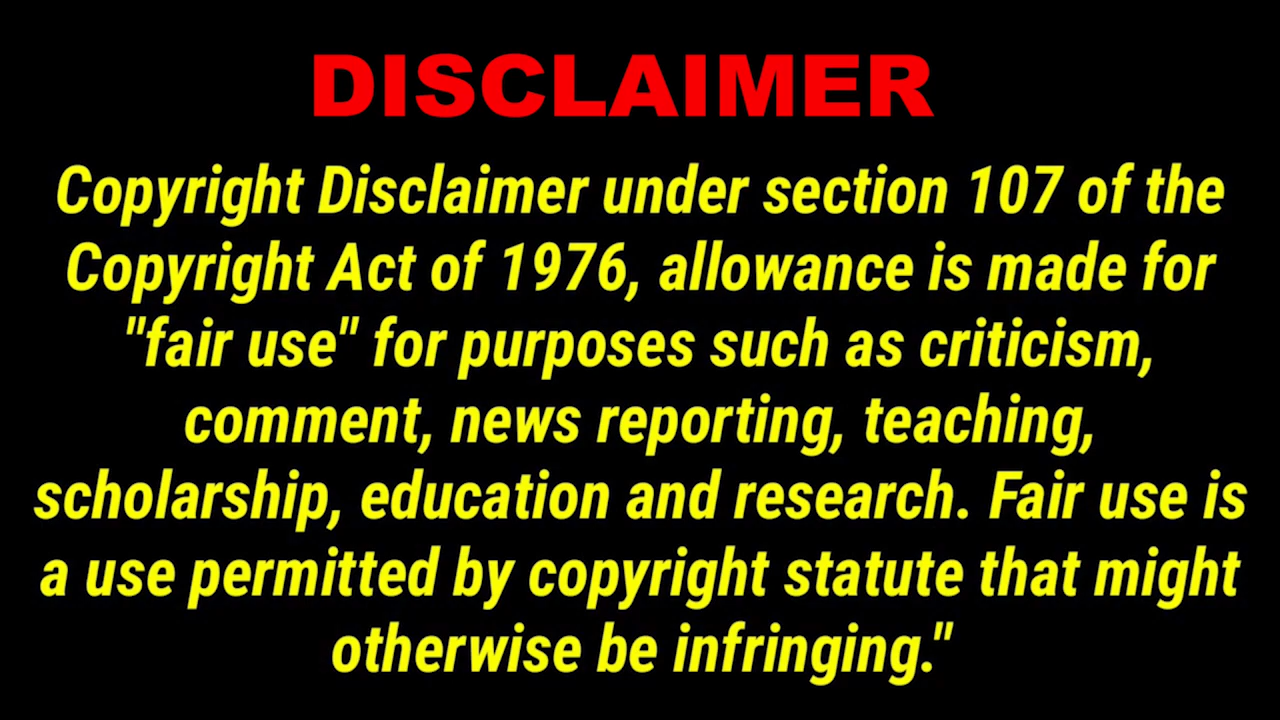 DISCLAIMER
Copyright Disclaimer under section 107 of the
Copyright Act of 1976, allowance is made for
"fair use" for purposes such as criticism,
comment, news reporting, teaching,
scholarship, education and research. Fair use is
a use permitted by copyright statute that might
otherwise be infringing."